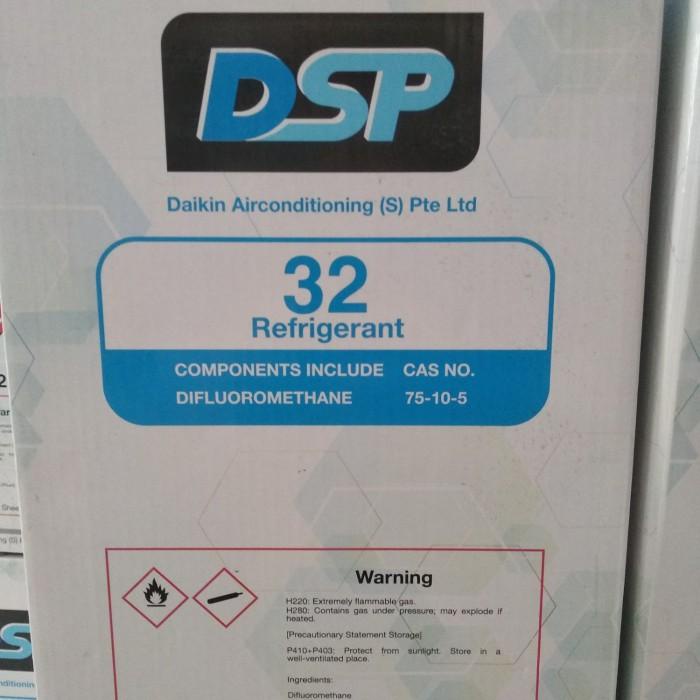 DSP
Daikin Airconditioning (S) Pte Ltd
32
Refrigerant
COMPONENTS INCLUDE CAS NO.
DIFLUOROMETHANE 75-10-5
Warning
H220: Extremely flammable gas.
H280: Contains gas under pressure; may explode if
heated.
[Precautionary Statement Storage]
P410+P403: Protect from sunlight. Store in a
well-ventilated place.
Ingredients:
Difluoromethane